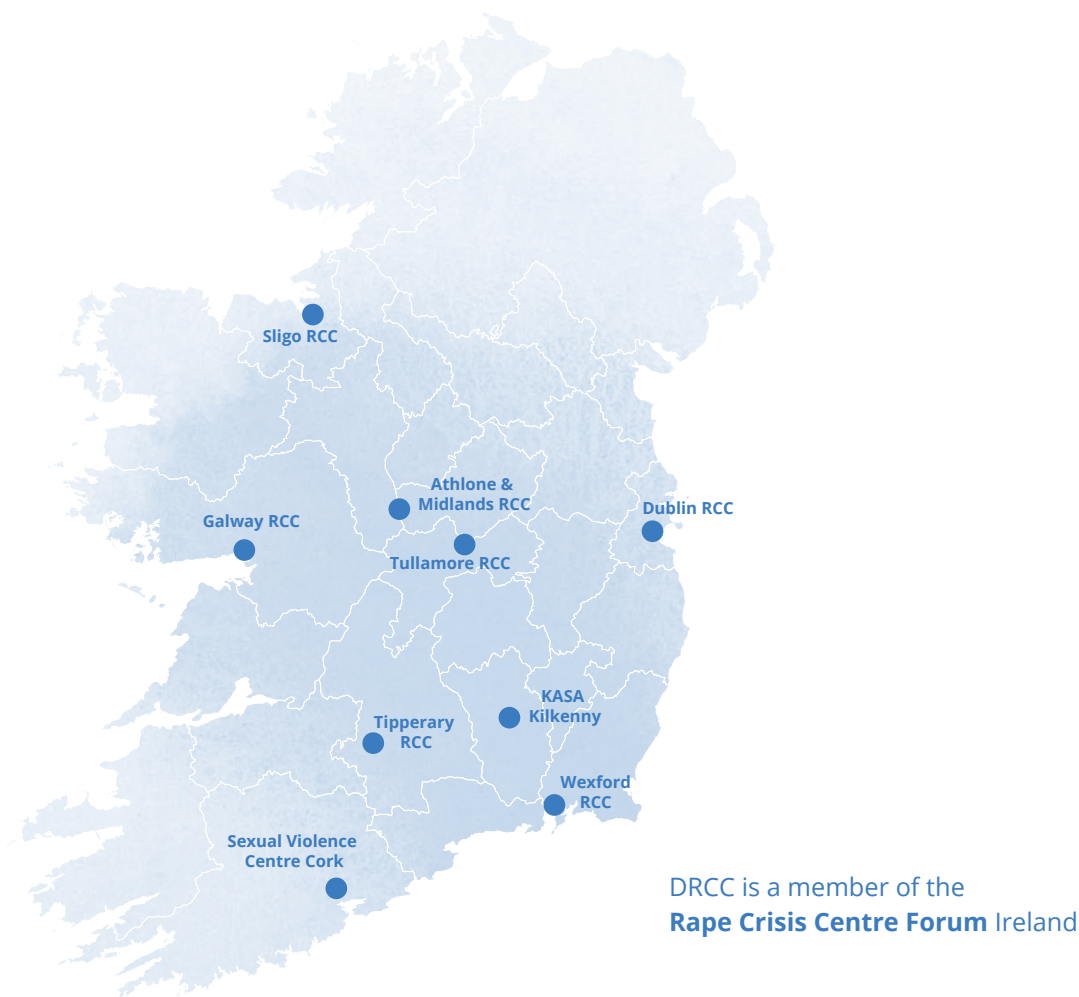 Sligo RCC
Athlone &
Midlands RCC
Dublin RCC
Galway RCC
Tullamore RCC
KASA
Kilkenny
Tipperary
RCC
Wexford
RCC
Sexual Violence
Centre Cork
DRCC is a member of the
Rape Crisis Centre Forum Ireland